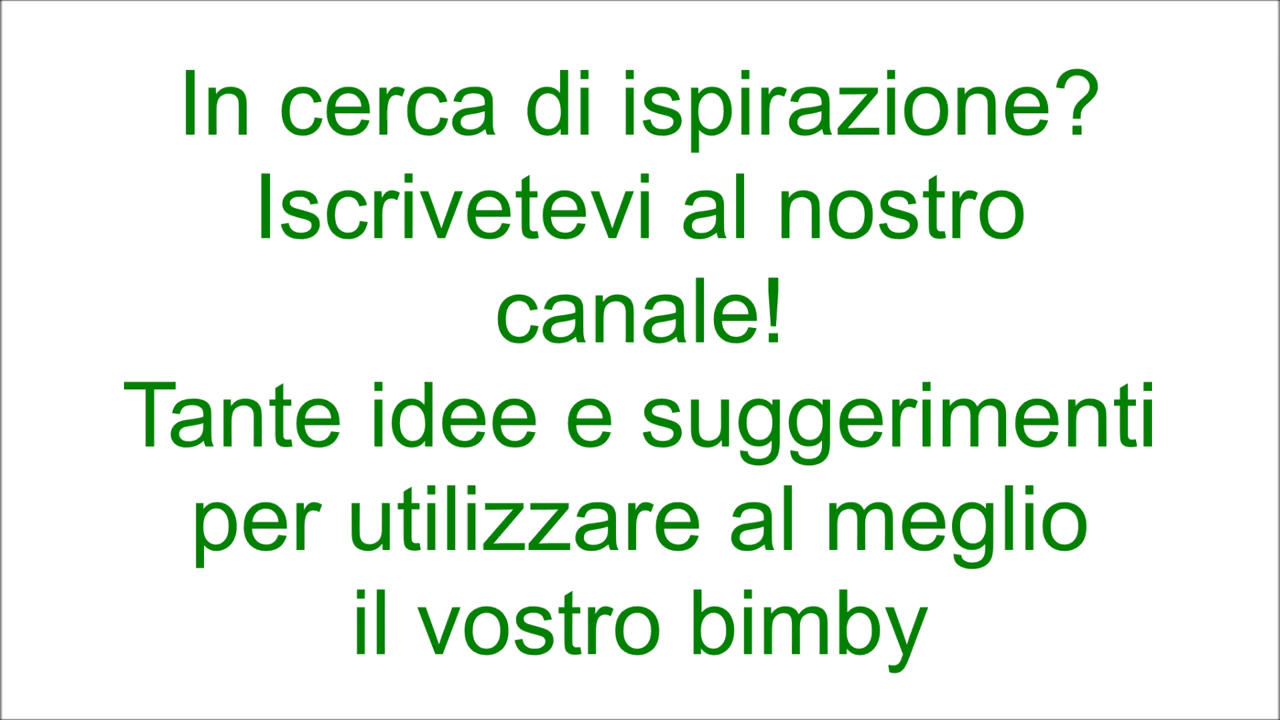 In cerca di ispirazione?
Iscrivetevi al nostro
canale!
Tante idee e suggerimenti
per utilizzare al meglio
il vostro bimby